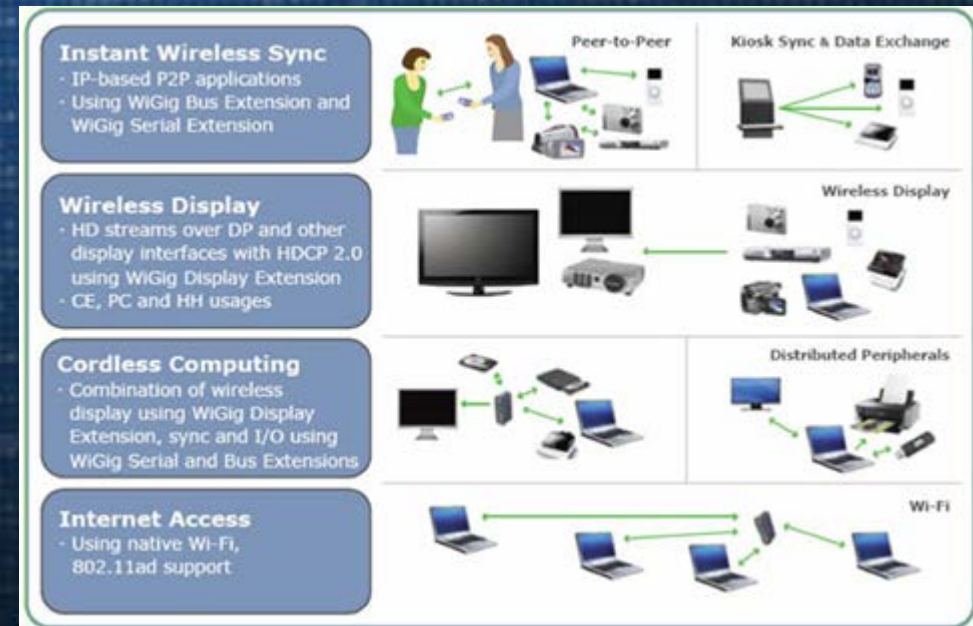 Instant Wireless Sync
· IP-based P2P applications
· Using WiGig Bus Extension and
WiGig Serial Extension
Peer-to-Peer
Kiosk Sync & Data Exchange
Wireless Display
· HD streams over DP and other
display interfaces with HDCP 2.0
using WiGig Display Extension
· CE, PC and HH usages
Wireless Display
Cordless Computing
· Combination of wireless
display using WiGig Display
Extension, sync and I/O using
WiGig Serial and Bus Extensions
Distributed Peripherals
Internet Access
· Using native Wi-Fi,
802.11ad support
Wi-Fi